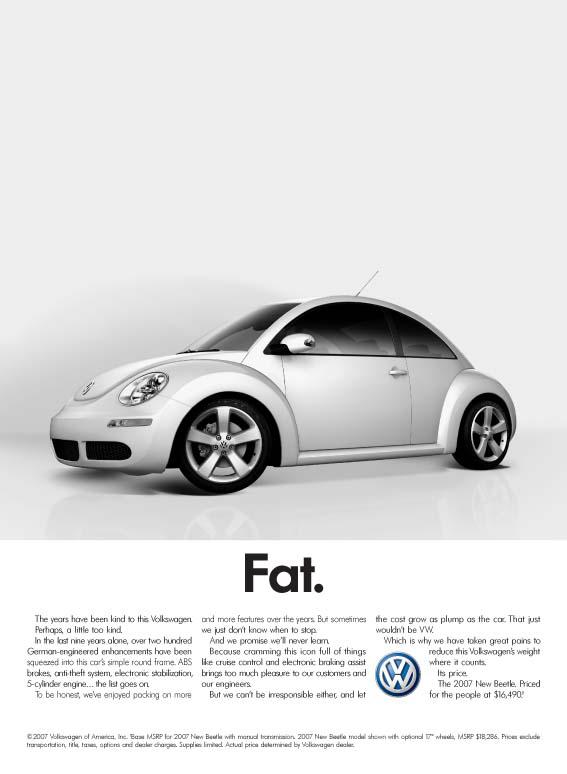 Fat.
The years have been kind to this Volkswagen.
Perhaps, a little too kind.
In the last nine years alone, over two hundred
German-engineered enhancements have been
squeezed into this car's simple round frame. ABS
brakes, anti-theft system, electronic stabilization,
5-cylinder engine.... the list goes on.
To be honest, we've enjoyed packing on more
and more features over the years. But sometimes
we just don't know when to stop.
And we promise we'll never learn.
Because cramming this icon full of things
like cruise control and electronic braking assist
brings too much pleasure to our customers and
our engineers.
But we can't be irresponsible either, and let
the cost grow as plump as the car. That just
wouldn't be VW.
Which is why we have taken great pains to
reduce this Volkswagen's weight
where it counts.
Its price.
The 2007 New Beetle. Priced
for the people at $16,490.¹
VW
©2007 Volkswagen of America, Inc. ¹Base MSRP for 2007 New Beetle with manual transmission. 2007 New Beetle model shown with optional 17" wheels, MSRP $18,286. Prices exclude
transportation, title, taxes, options and dealer charges. Supplies limited. Actual price determined by Volkswagen dealer.